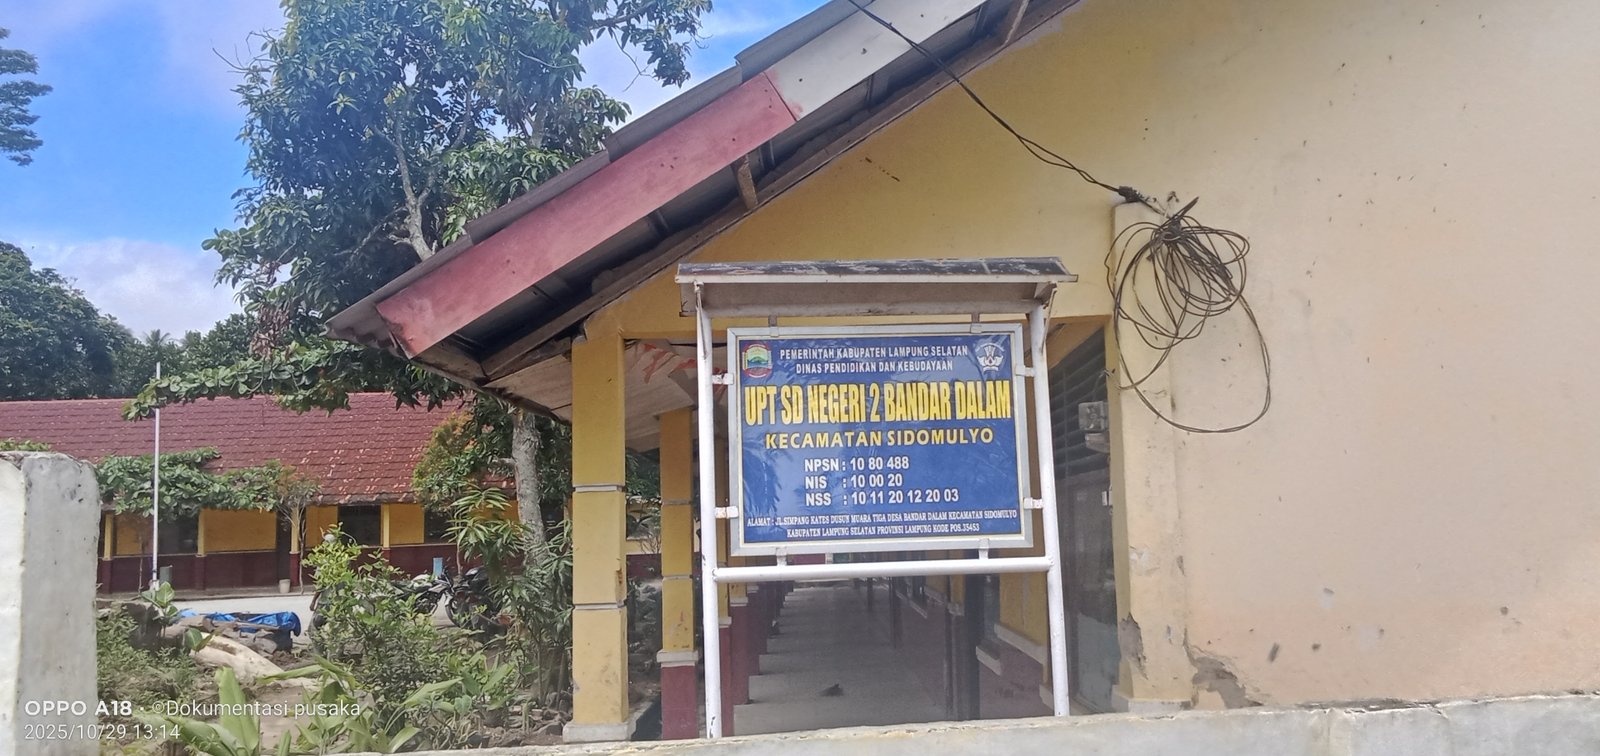 PEMERINTAH KABUPATEN LAMPUNG SELATAN
DINAS PENDIDIKAN DAN KEBUDAYAAN
UPT SD NEGERI 2 BANDAR DALAM
KECAMATAN SIDOMULYO
NPSN : 10 80 488
NIS : 10 00 20
NSS : 10 11 20 12 20 03
ALAMAT : JL.SIMPANG KATES DUSUN MUARA TIGA DESA BANDAR DALAM KECAMATAN SIDOMULYO
KABUPATEN LAMPUNG SELATAN PROVINSI LAMPUNG KODE POS.35453
OPPO A18 · ©Dokumentasi pusaka
2025/10/29 13:14